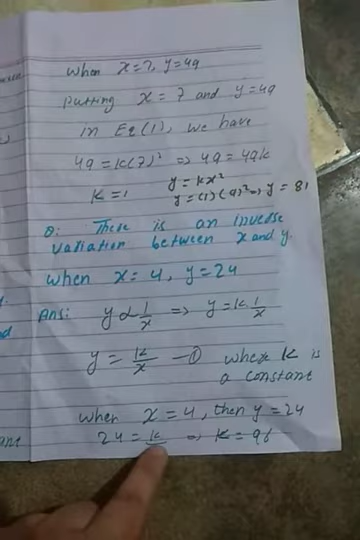 when x=7, y=49
putting x = 7 and y=49
in Eq(1), we have
49=k(7)² ⇒ 49=49k
k=1
y=kx²
y=(1)(9)²⇒ y = 81
Q: There is an inverse
variation between x and y.
when x=4, y=24
Ans: y∝1/x ⇒ y=k 1/x
y = k/x —① where k is
a constant
when x=4, then y=24
24=k ⇒ k=96